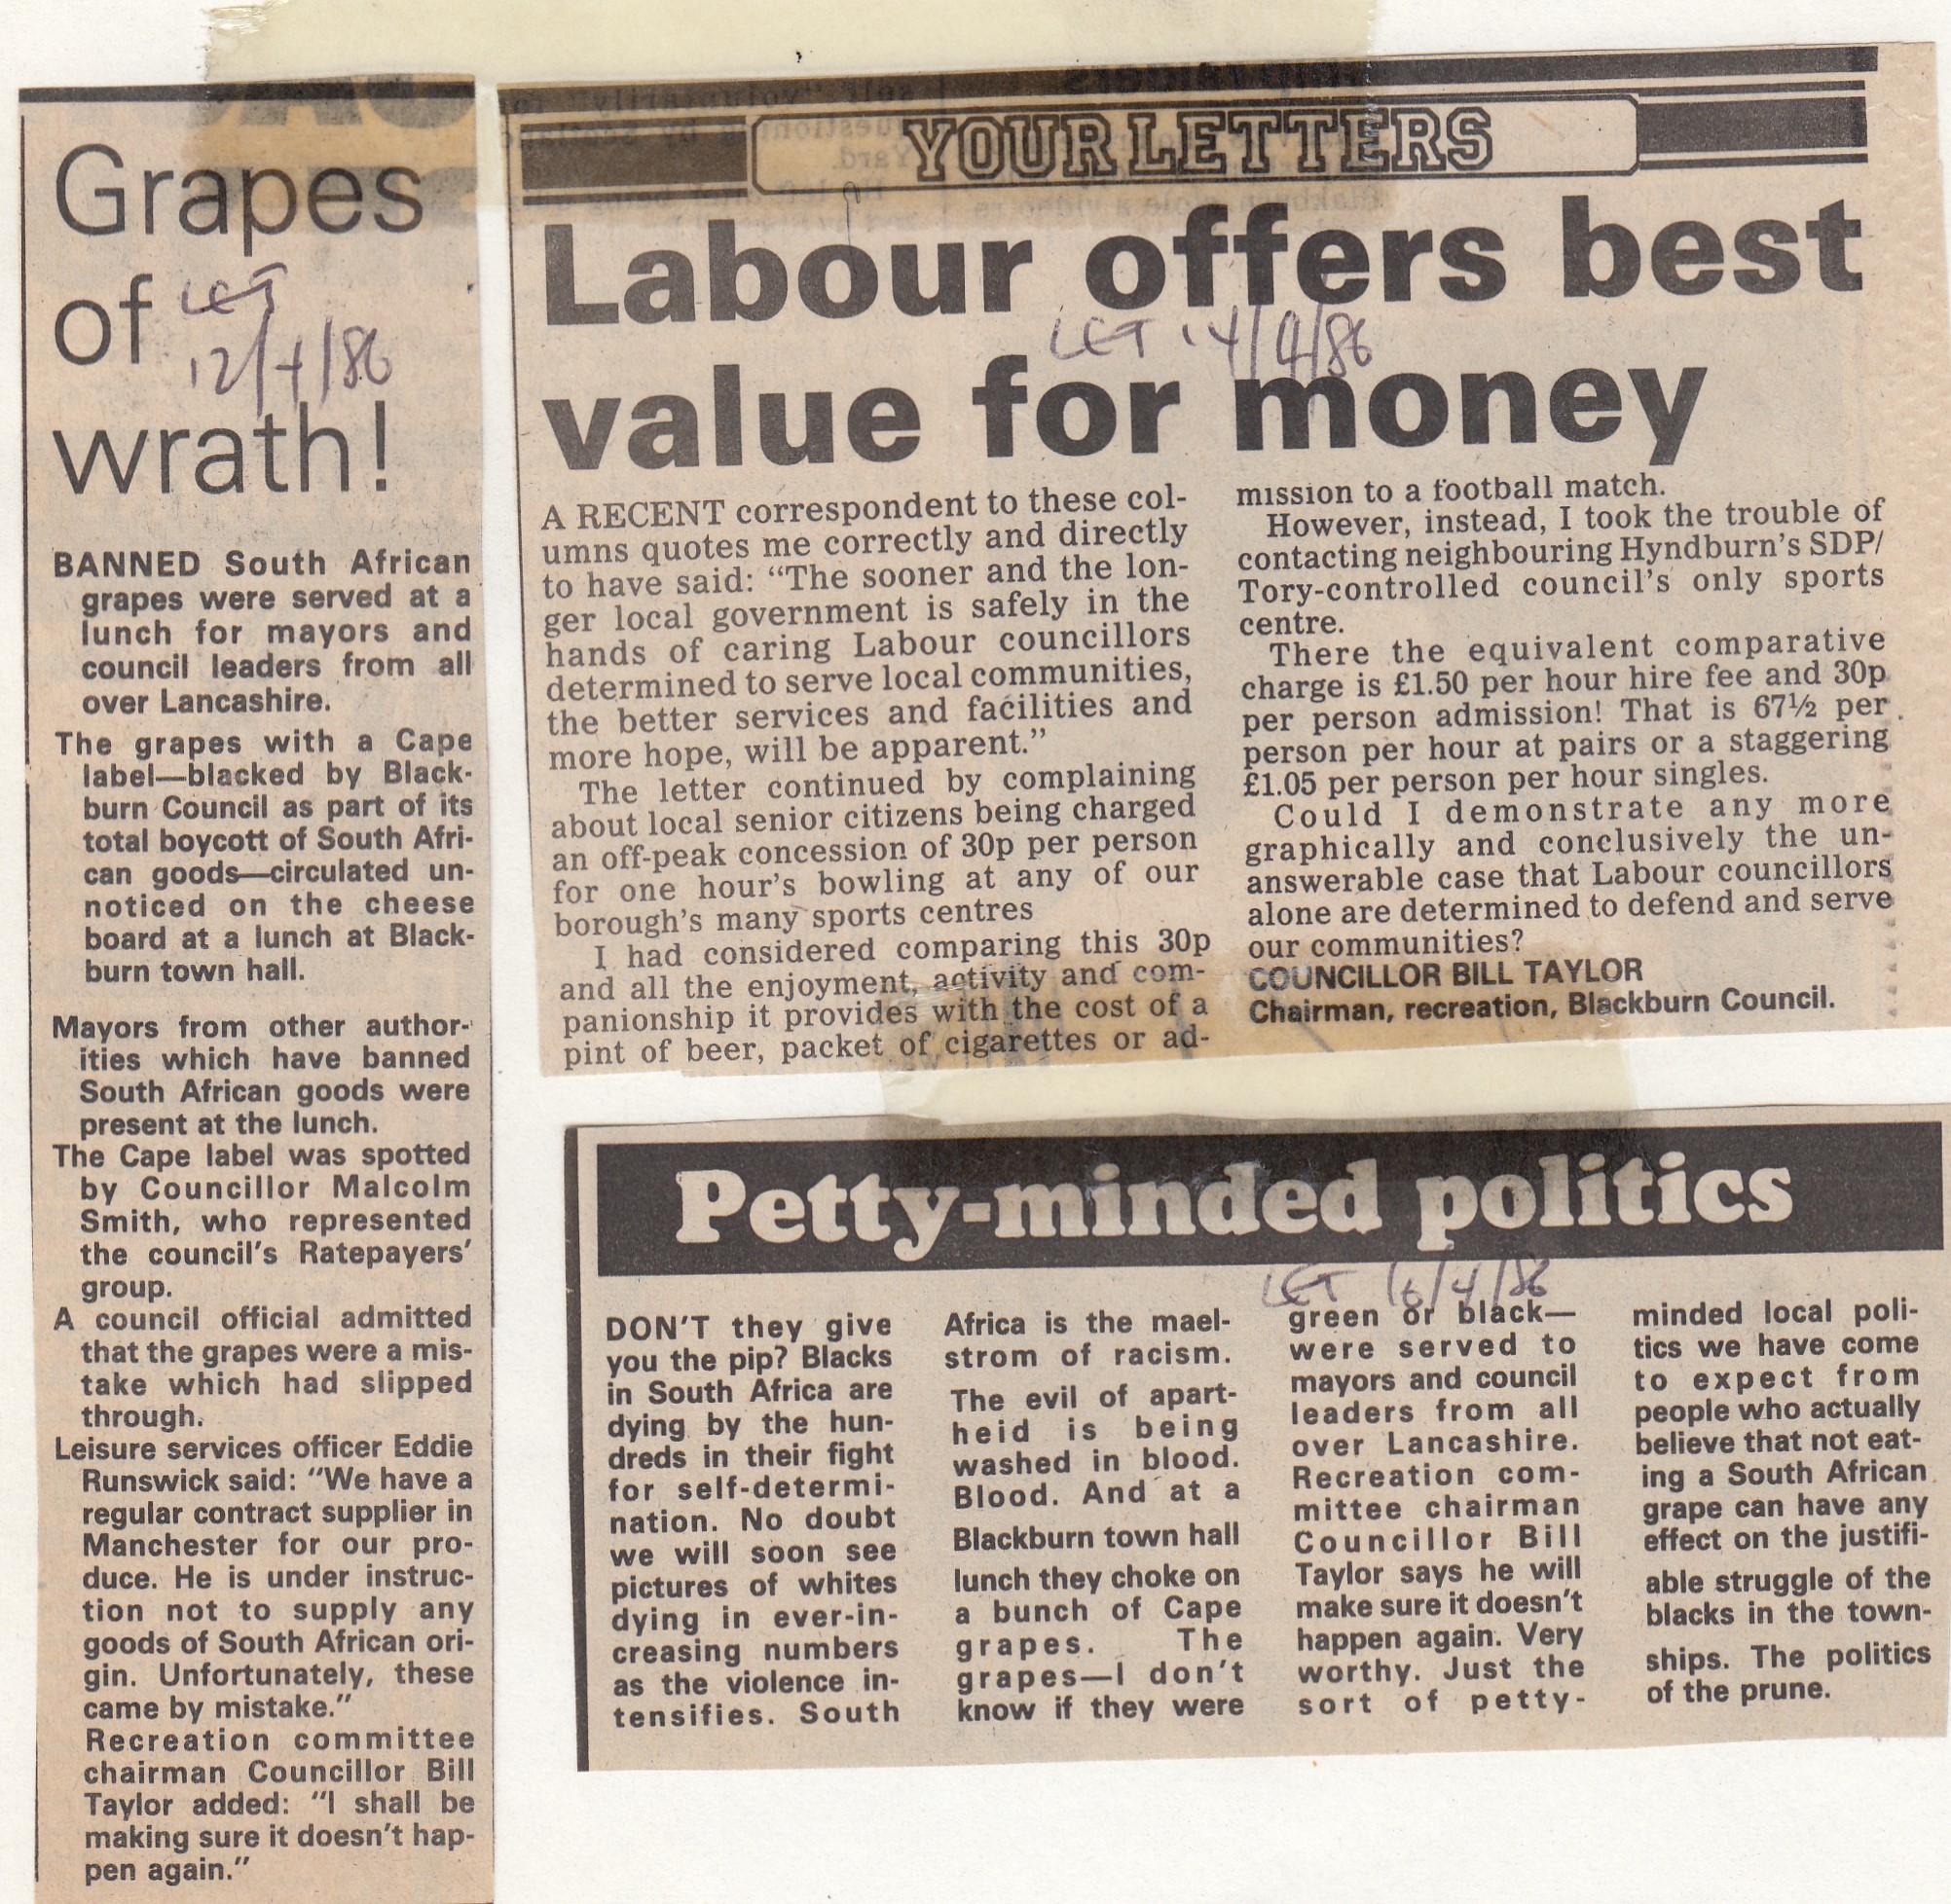 Grapes
of
LET
12/4/86
wrath!
BANNED South African
grapes were served at a
lunch for mayors and
council leaders from all
over Lancashire.
The grapes with a Cape
label—blacked by Black-
burn Council as part of its
total boycott of South Afri-
can goods—circulated un-
noticed on the cheese
board at a lunch at Black-
burn town hall.
Mayors from other author-
ities which have banned
South African goods were
present at the lunch.
The Cape label was spotted
by Councillor Malcolm
Smith, who represented
the council's Ratepayers'
group.
A council official admitted
that the grapes were a mis-
take which had slipped
through.
Leisure services officer Eddie
Runswick said: “We have a
regular contract supplier in
Manchester for our pro-
duce. He is under instruc-
tion not to supply any
goods of South African ori-
gin. Unfortunately, these
came by mistake.”
Recreation committee
chairman Councillor Bill
Taylor added: “I shall be
making sure it doesn't hap-
pen again.”
YOUR LETTERS
Labour offers best
LET 14/4/86
value for money
A RECENT correspondent to these col-
umns quotes me correctly and directly
to have said: “The sooner and the lon-
ger local government is safely in the
hands of caring Labour councillors
determined to serve local communities,
the better services and facilities and
more hope, will be apparent.”
The letter continued by complaining
about local senior citizens being charged
an off-peak concession of 30p per person
for one hour's bowling at any of our
borough's many sports centres
I had considered comparing this 30p
and all the enjoyment, activity and com-
panionship it provides with the cost of a
pint of beer, packet of cigarettes or ad-
mission to a football match.
However, instead, I took the trouble of
contacting neighbouring Hyndburn's SDP/
Tory-controlled council's only sports
centre.
There the equivalent comparative
charge is £1.50 per hour hire fee and 30p
per person admission! That is 67½ per
person per hour at pairs or a staggering
£1.05 per person per hour singles.
Could I demonstrate any more
graphically and conclusively the un-
answerable case that Labour councillors
alone are determined to defend and serve
our communities?
COUNCILLOR BILL TAYLOR
Chairman, recreation, Blackburn Council.
Petty-minded politics
LET 16/4/86
DON'T they give
you the pip? Blacks
in South Africa are
dying by the hun-
dreds in their fight
for self-determi-
nation. No doubt
we will soon see
pictures of whites
dying in ever-in-
creasing numbers
as the violence in-
tensifies. South
Africa is the mael-
strom of racism.
The evil of apart-
heid is being
washed in blood.
Blood. And at a
Blackburn town hall
lunch they choke on
a bunch of Cape
grapes. The
grapes—I don't
know if they were
green or black—
were served to
mayors and council
leaders from all
over Lancashire.
Recreation com-
mittee chairman
Councillor Bill
Taylor says he will
make sure it doesn't
happen again. Very
worthy. Just the
sort of petty-
minded local poli-
tics we have come
to expect from
people who actually
believe that not eat-
ing a South African
grape can have any
effect on the justifi-
able struggle of the
blacks in the town-
ships. The politics
of the prune.